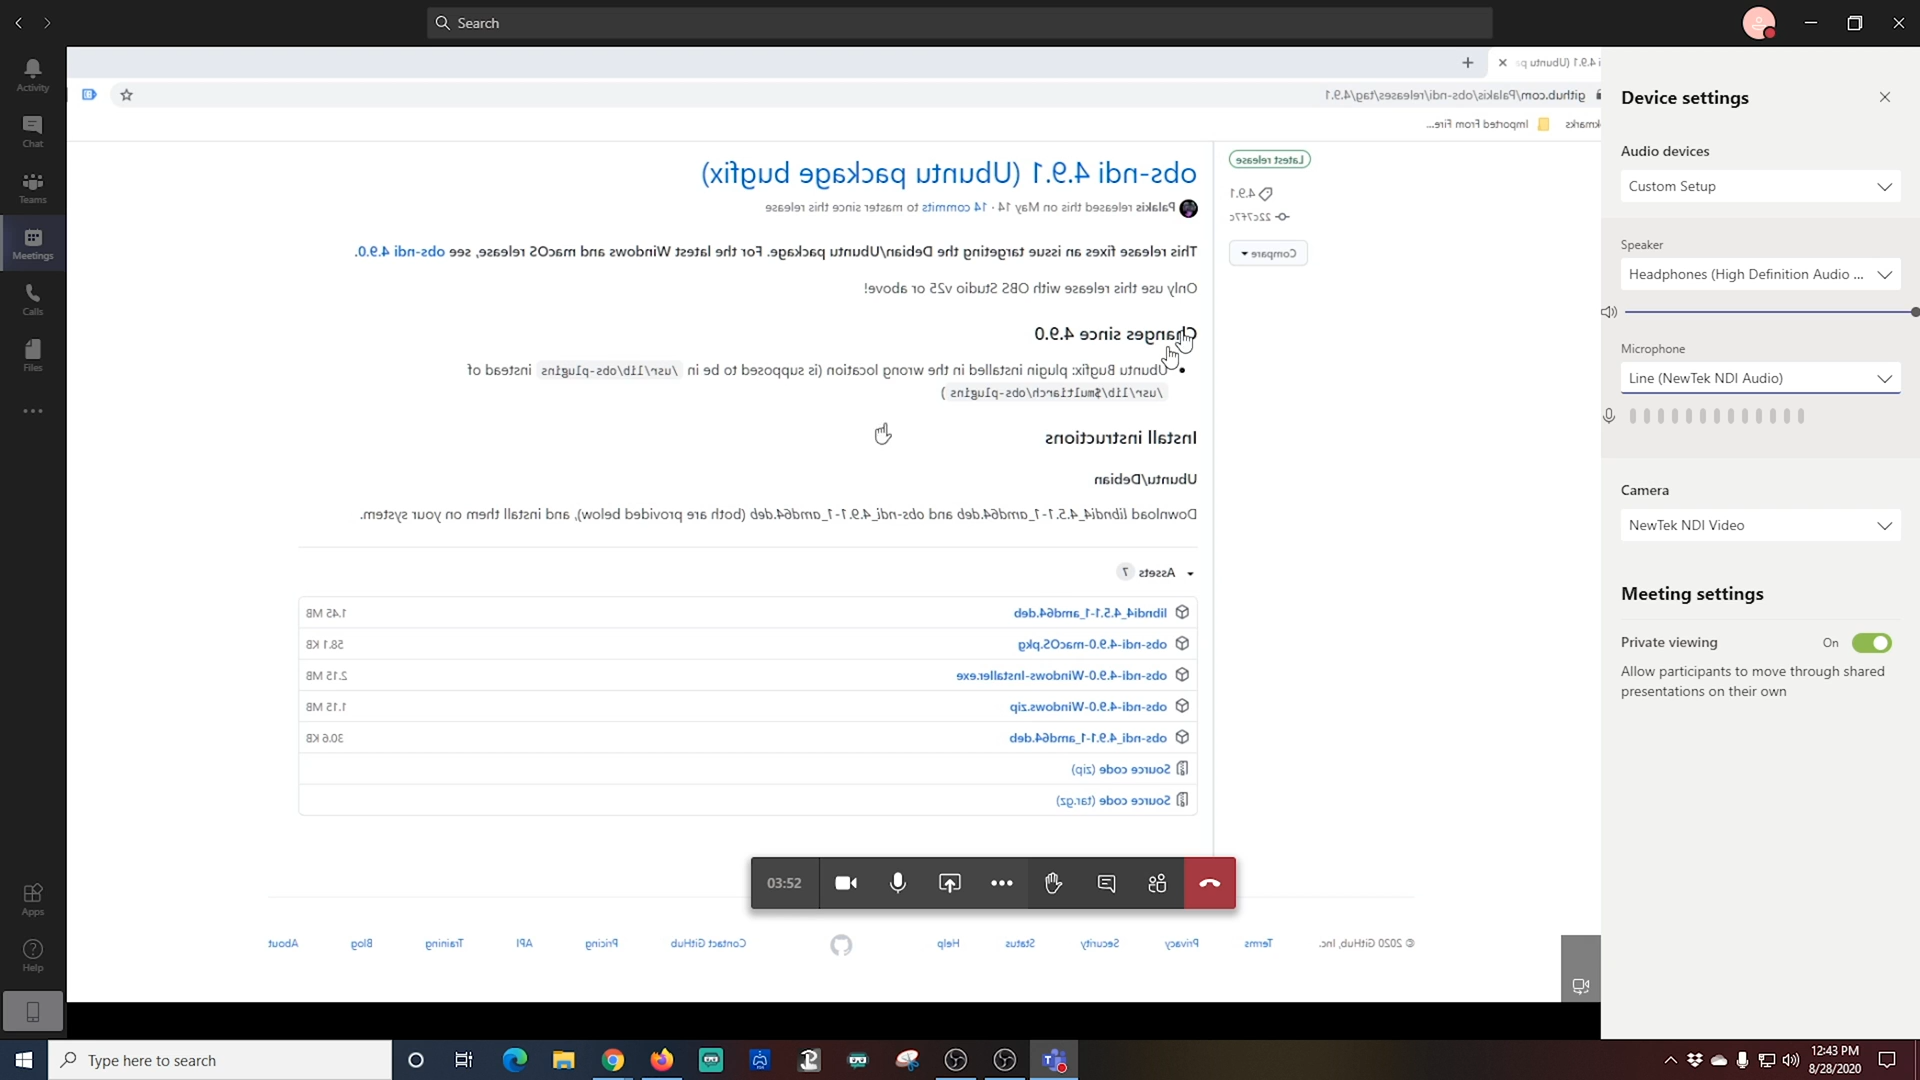 Search
Activity
Chat
Teams
Meetings
Calls
Files
Apps
Help
i 4.9.1 (Ubuntu pa
github.com/Palakis/obs-ndi/releases/tag/4.9.1
kmarks
Imported From Fire...
Latest release
4.9.1
22c7f7c
Compare
obs-ndi 4.9.1 (Ubuntu package bugfix)
Palakis released this on May 14 · 14 commits to master since this release
This release fixes an issue targeting the Debian/Ubuntu package. For the latest Windows and macOS release, see obs-ndi 4.9.0.
Only use this release with OBS Studio v25 or above!
Changes since 4.9.0
Ubuntu Bugfix: plugin installed in the wrong location (is supposed to be in /usr/lib/obs-plugins instead of
/usr/lib/$multiarch/obs-plugins )
Install instructions
Ubuntu/Debian
Download libndi4_4.5.1-1_amd64.deb and obs-ndi_4.9.1-1_amd64.deb (both are provided below), and install them on your system.
Assets 7
libndi4_4.5.1-1_amd64.deb 1.45 MB
obs-ndi-4.9.0-macOS.pkg 58.1 KB
obs-ndi-4.9.0-Windows-Installer.exe 2.15 MB
obs-ndi-4.9.0-Windows.zip 1.15 MB
obs-ndi_4.9.1-1_amd64.deb 30.6 KB
Source code (zip)
Source code (tar.gz)
03:52
© 2020 GitHub, Inc. Terms Privacy Security Status Help Contact GitHub Pricing API Training Blog About
Device settings
Audio devices
Custom Setup
Speaker
Headphones (High Definition Audio ...
Microphone
Line (NewTek NDI Audio)
Camera
NewTek NDI Video
Meeting settings
Private viewing On
Allow participants to move through shared
presentations on their own
Type here to search
12:43 PM
8/28/2020